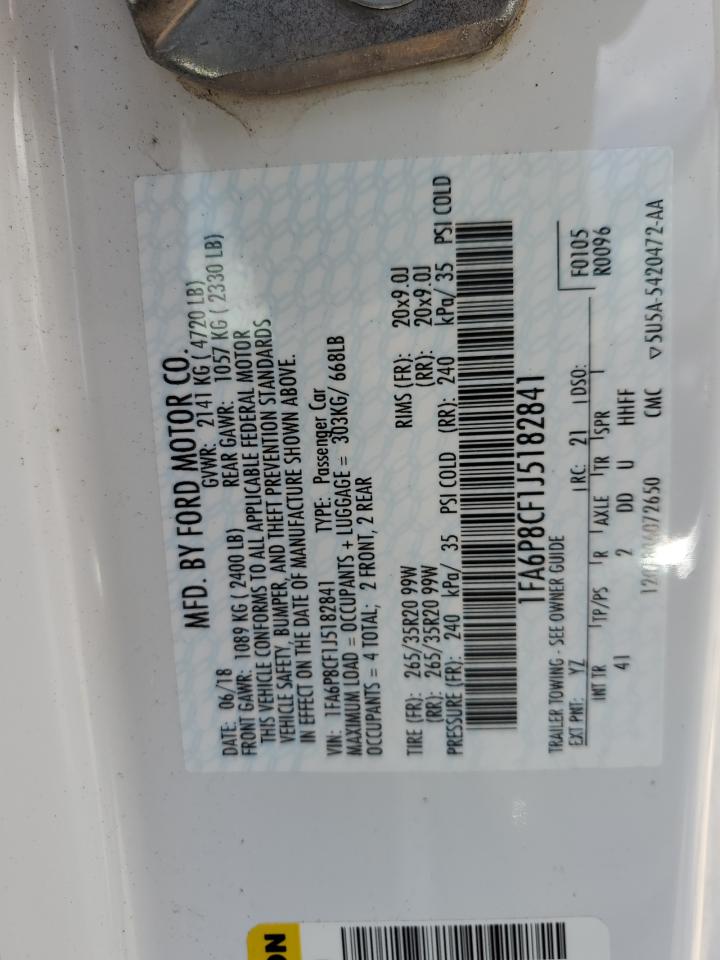 MFD. BY FORD MOTOR CO.
DATE: 06/18 GVWR: 2141 KG ( 4720 LB)
FRONT GAWR: 1089 KG ( 2400 LB) REAR GAWR: 1057 KG ( 2330 LB)
THIS VEHICLE CONFORMS TO ALL APPLICABLE FEDERAL MOTOR
VEHICLE SAFETY, BUMPER, AND THEFT PREVENTION STANDARDS
IN EFFECT ON THE DATE OF MANUFACTURE SHOWN ABOVE.
VIN: 1FA6P8CF1J5182841 TYPE: Passenger Car
MAXIMUM LOAD = OCCUPANTS + LUGGAGE = 303KG/ 668LB
OCCUPANTS = 4 TOTAL; 2 FRONT, 2 REAR
TIRE (FR): 265/35R20 99W RIMS (FR): 20x9.0J
(RR): 265/35R20 99W (RR): 20x9.0J
PRESSURE (FR): 240 kPa/ 35 PSI COLD (RR): 240 kPa/ 35 PSI COLD
1FA6P8CF1J5182841
TRAILER TOWING - SEE OWNER GUIDE
EXT PNT: YZ RC: 21 DSO: F0105
R0096
INT TR TP/PS R AXLE TR SPR
41 2 DD U HHFF
CMC ▽5U5A-5420472-AA
ON